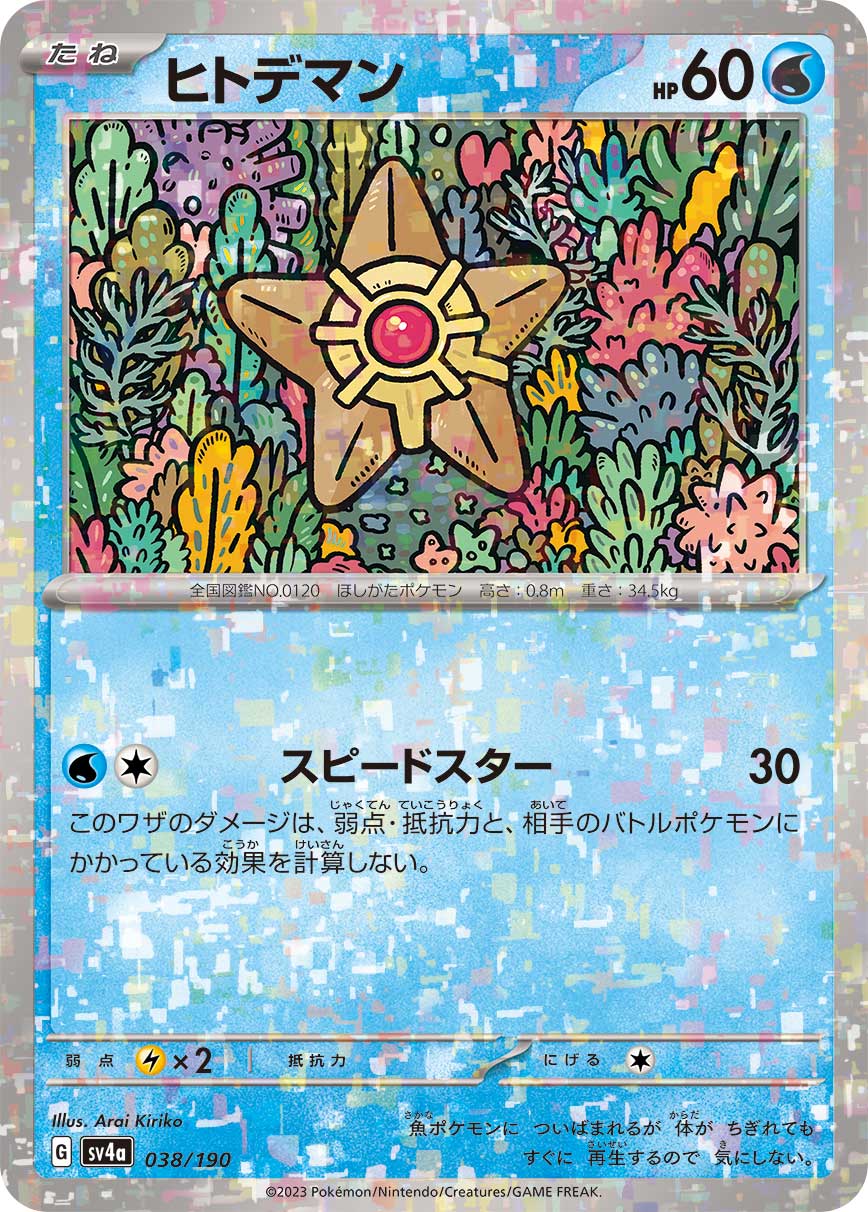 たね ヒトデマン HP60
全国図鑑NO.0120 ほしがたポケモン 高さ：0.8m 重さ：34.5kg
スピードスター 30
このワザのダメージは、弱点・抵抗力と、相手のバトルポケモンに
かかっている効果を計算しない。
弱点 ×2 抵抗力 にげる
Illus. Arai Kiriko
魚ポケモンに ついばまれるが 体が ちぎれても
すぐに 再生するので 気にしない。
G sv4a 038/190
©2023 Pokémon/Nintendo/Creatures/GAME FREAK.